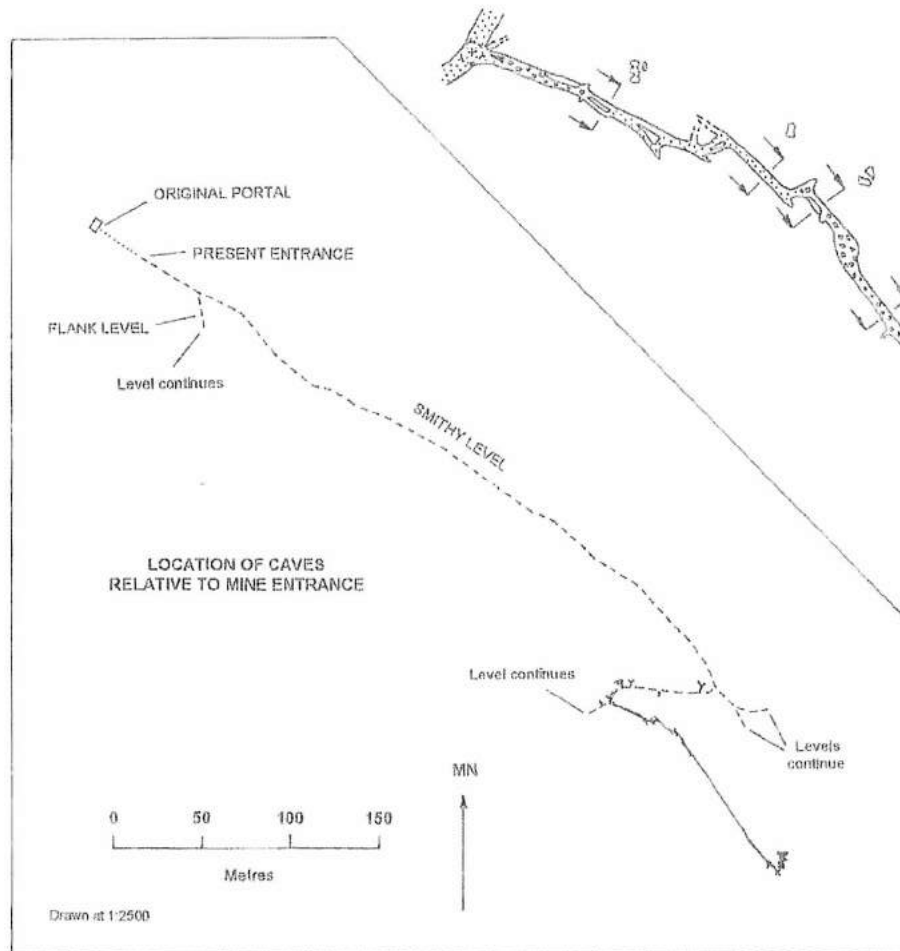 ORIGINAL PORTAL
PRESENT ENTRANCE
FLANK LEVEL
Level continues
SMITHY LEVEL
LOCATION OF CAVES
RELATIVE TO MINE ENTRANCE
Level continues
Levels
continue
MN
0 50 100 150
Metres
Drawn at 1:2500